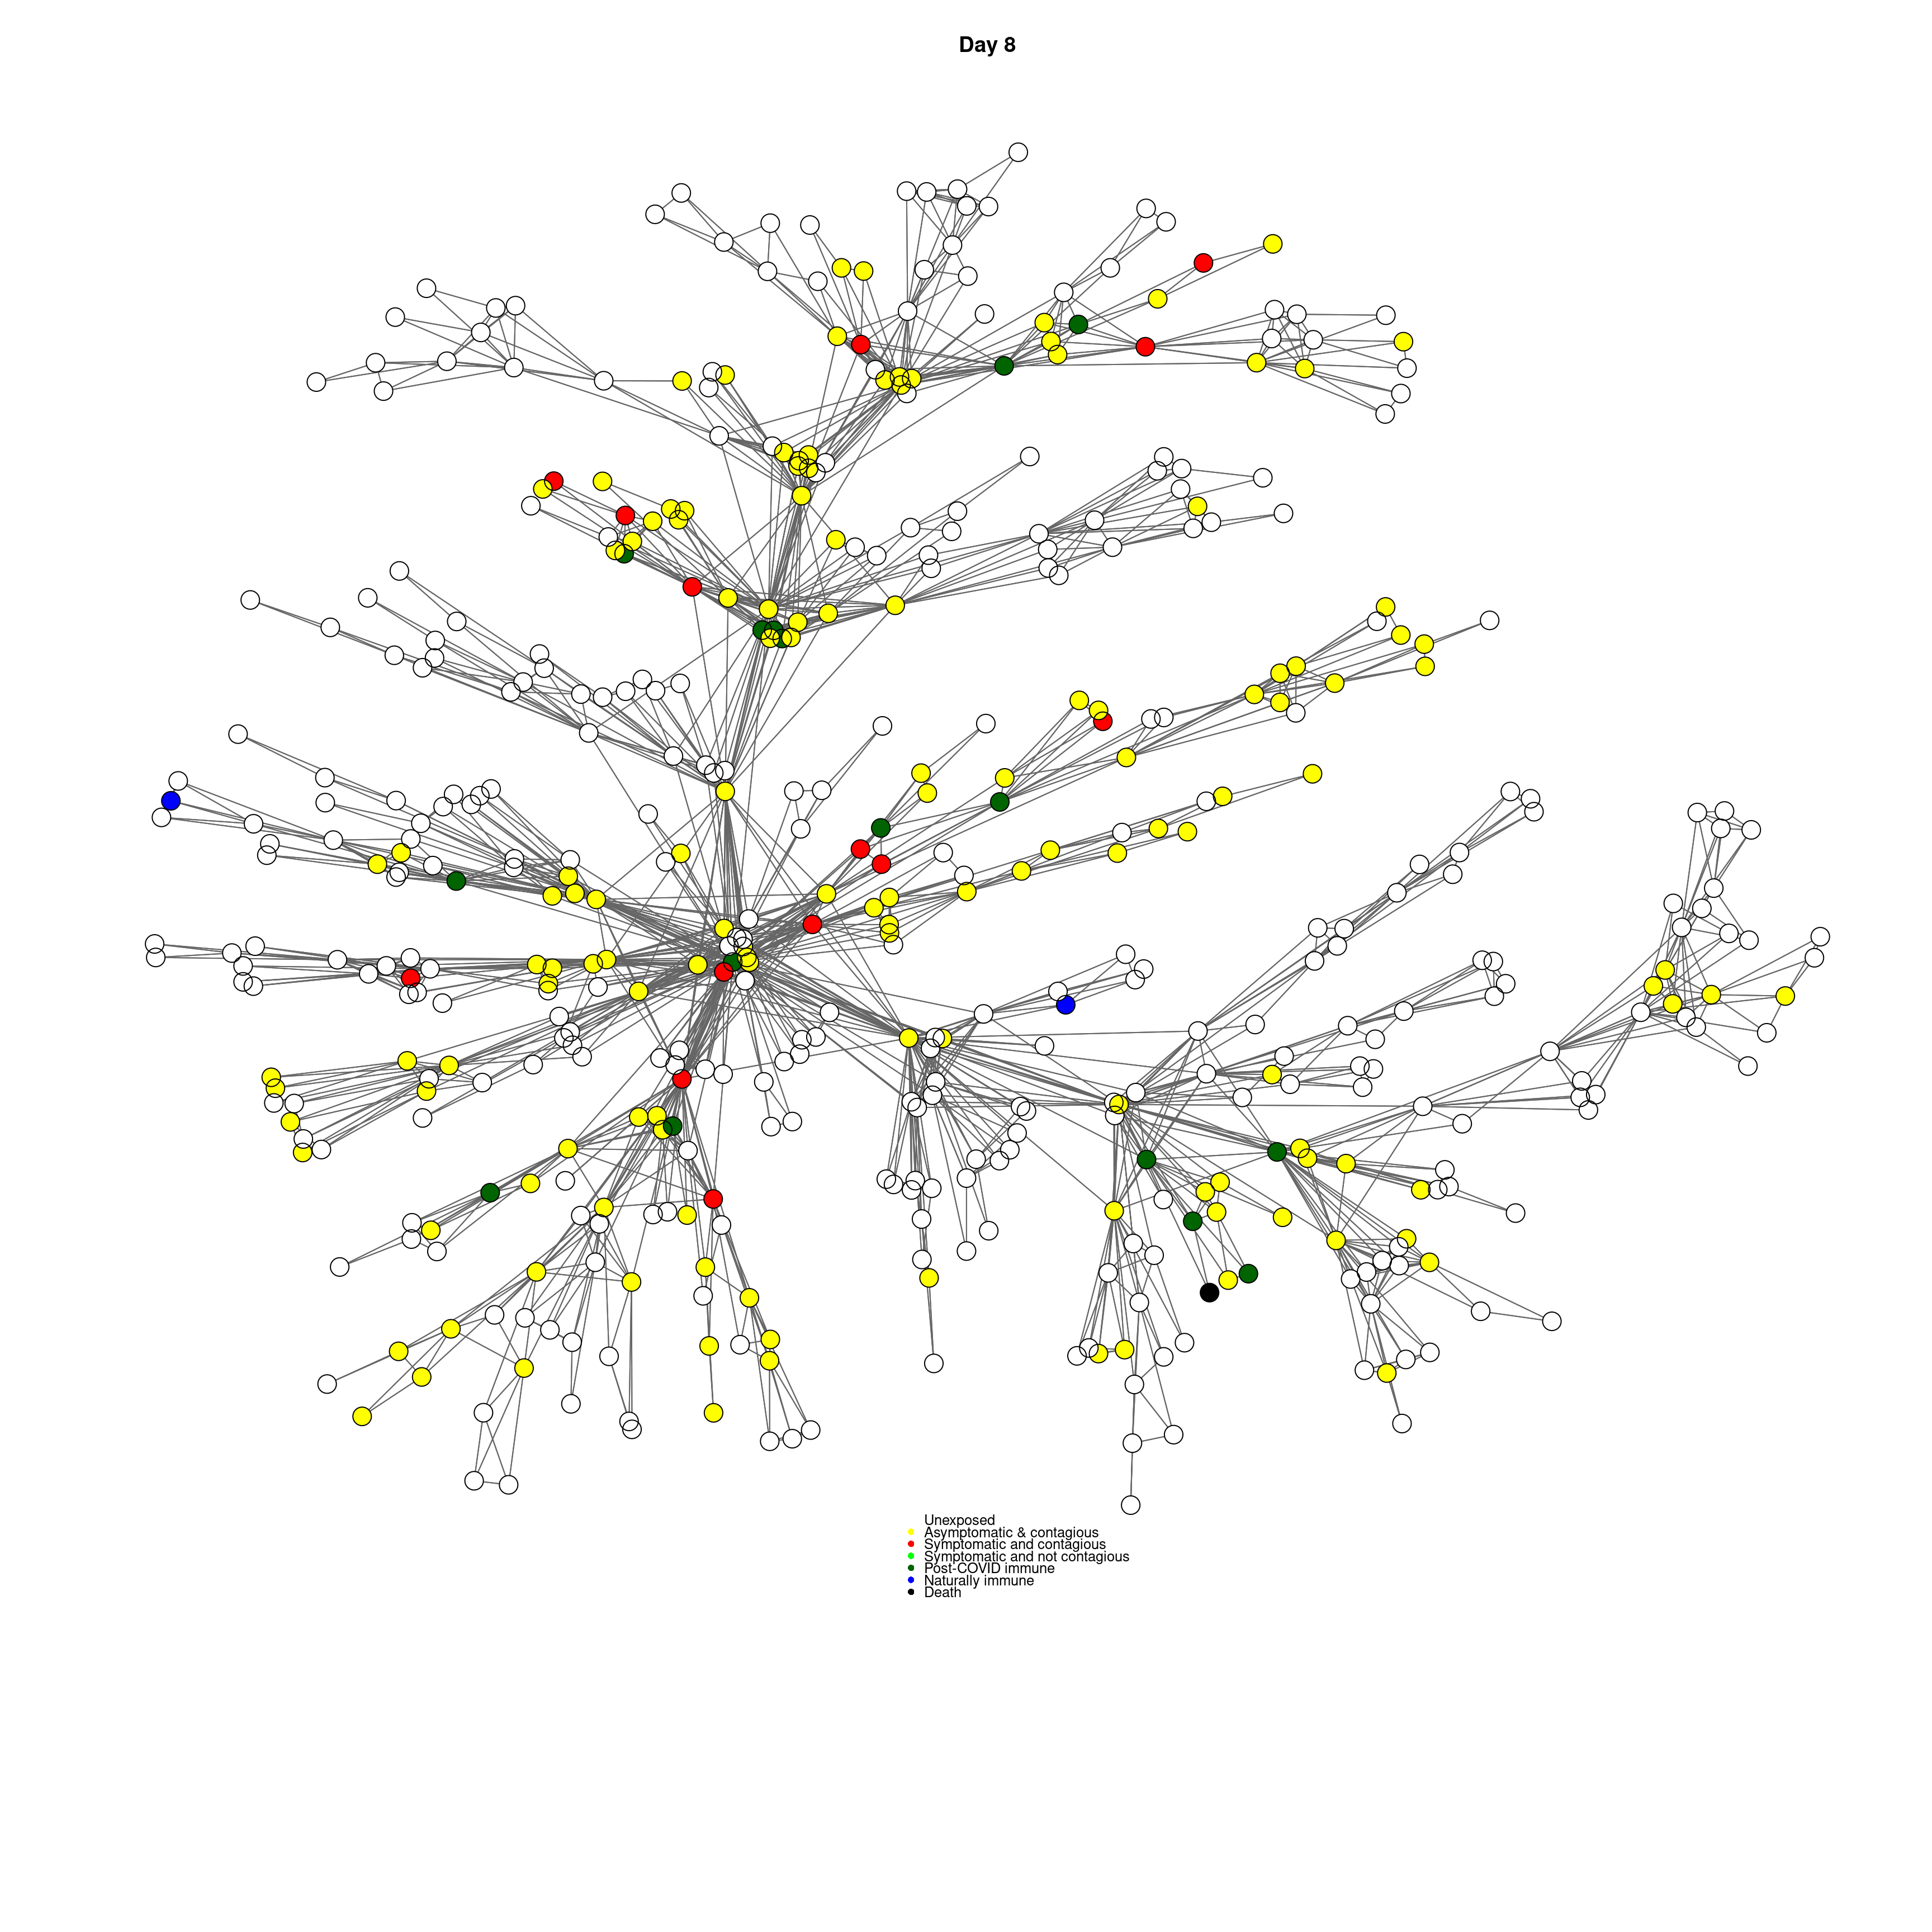 Day 8
Unexposed
Asymptomatic & contagious
Symptomatic and contagious
Symptomatic and not contagious
Post-COVID immune
Naturally immune
Death